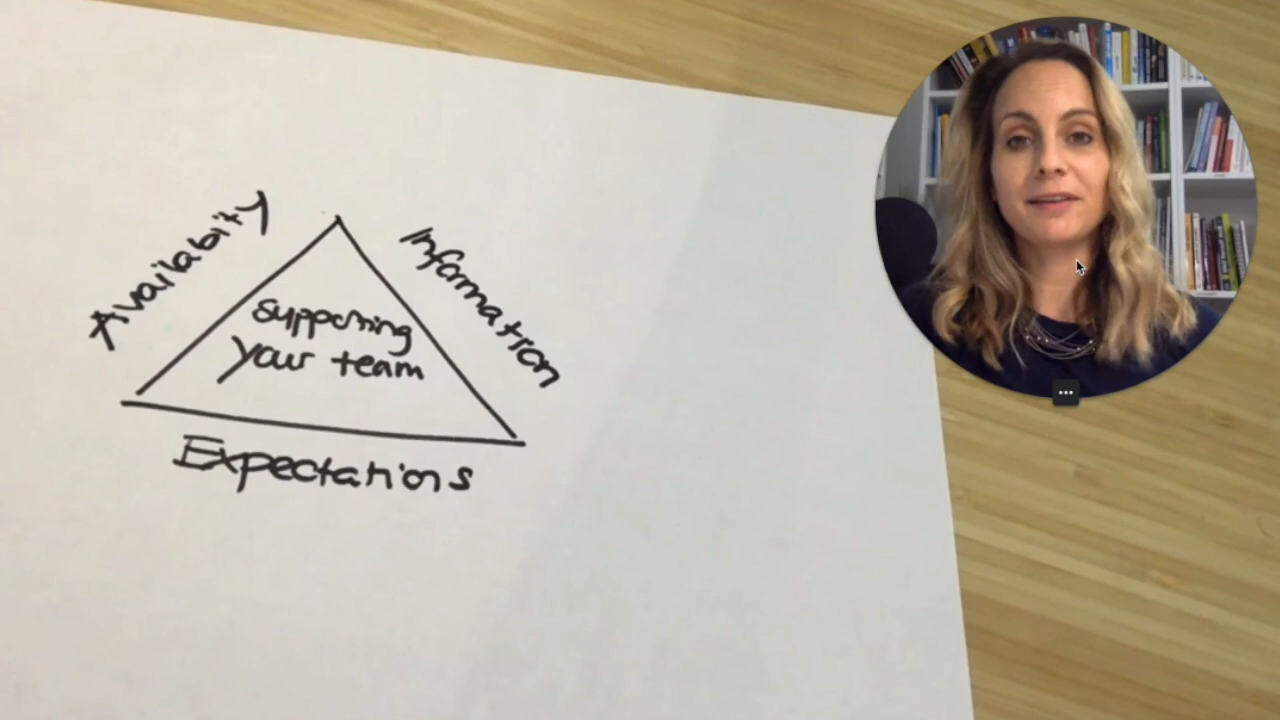 Availability
Information
supporting
your team
Expectations